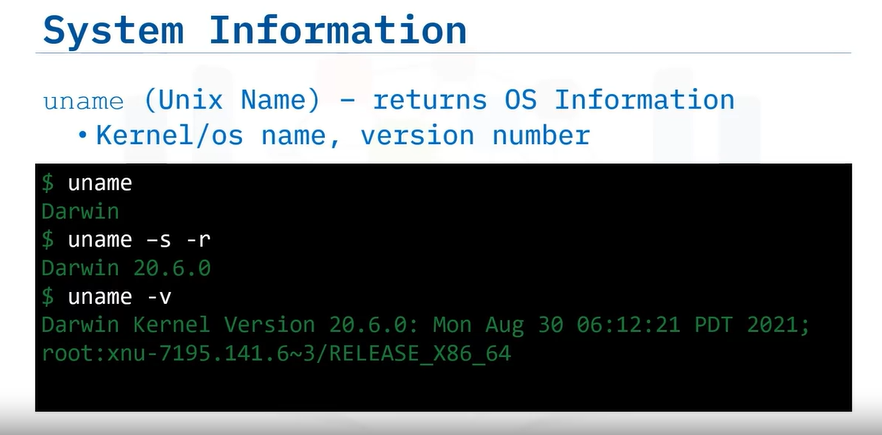 System Information
uname (Unix Name) – returns OS Information
• Kernel/os name, version number
$ uname
Darwin
$ uname –s -r
Darwin 20.6.0
$ uname -v
Darwin Kernel Version 20.6.0: Mon Aug 30 06:12:21 PDT 2021;
root:xnu-7195.141.6~3/RELEASE_X86_64